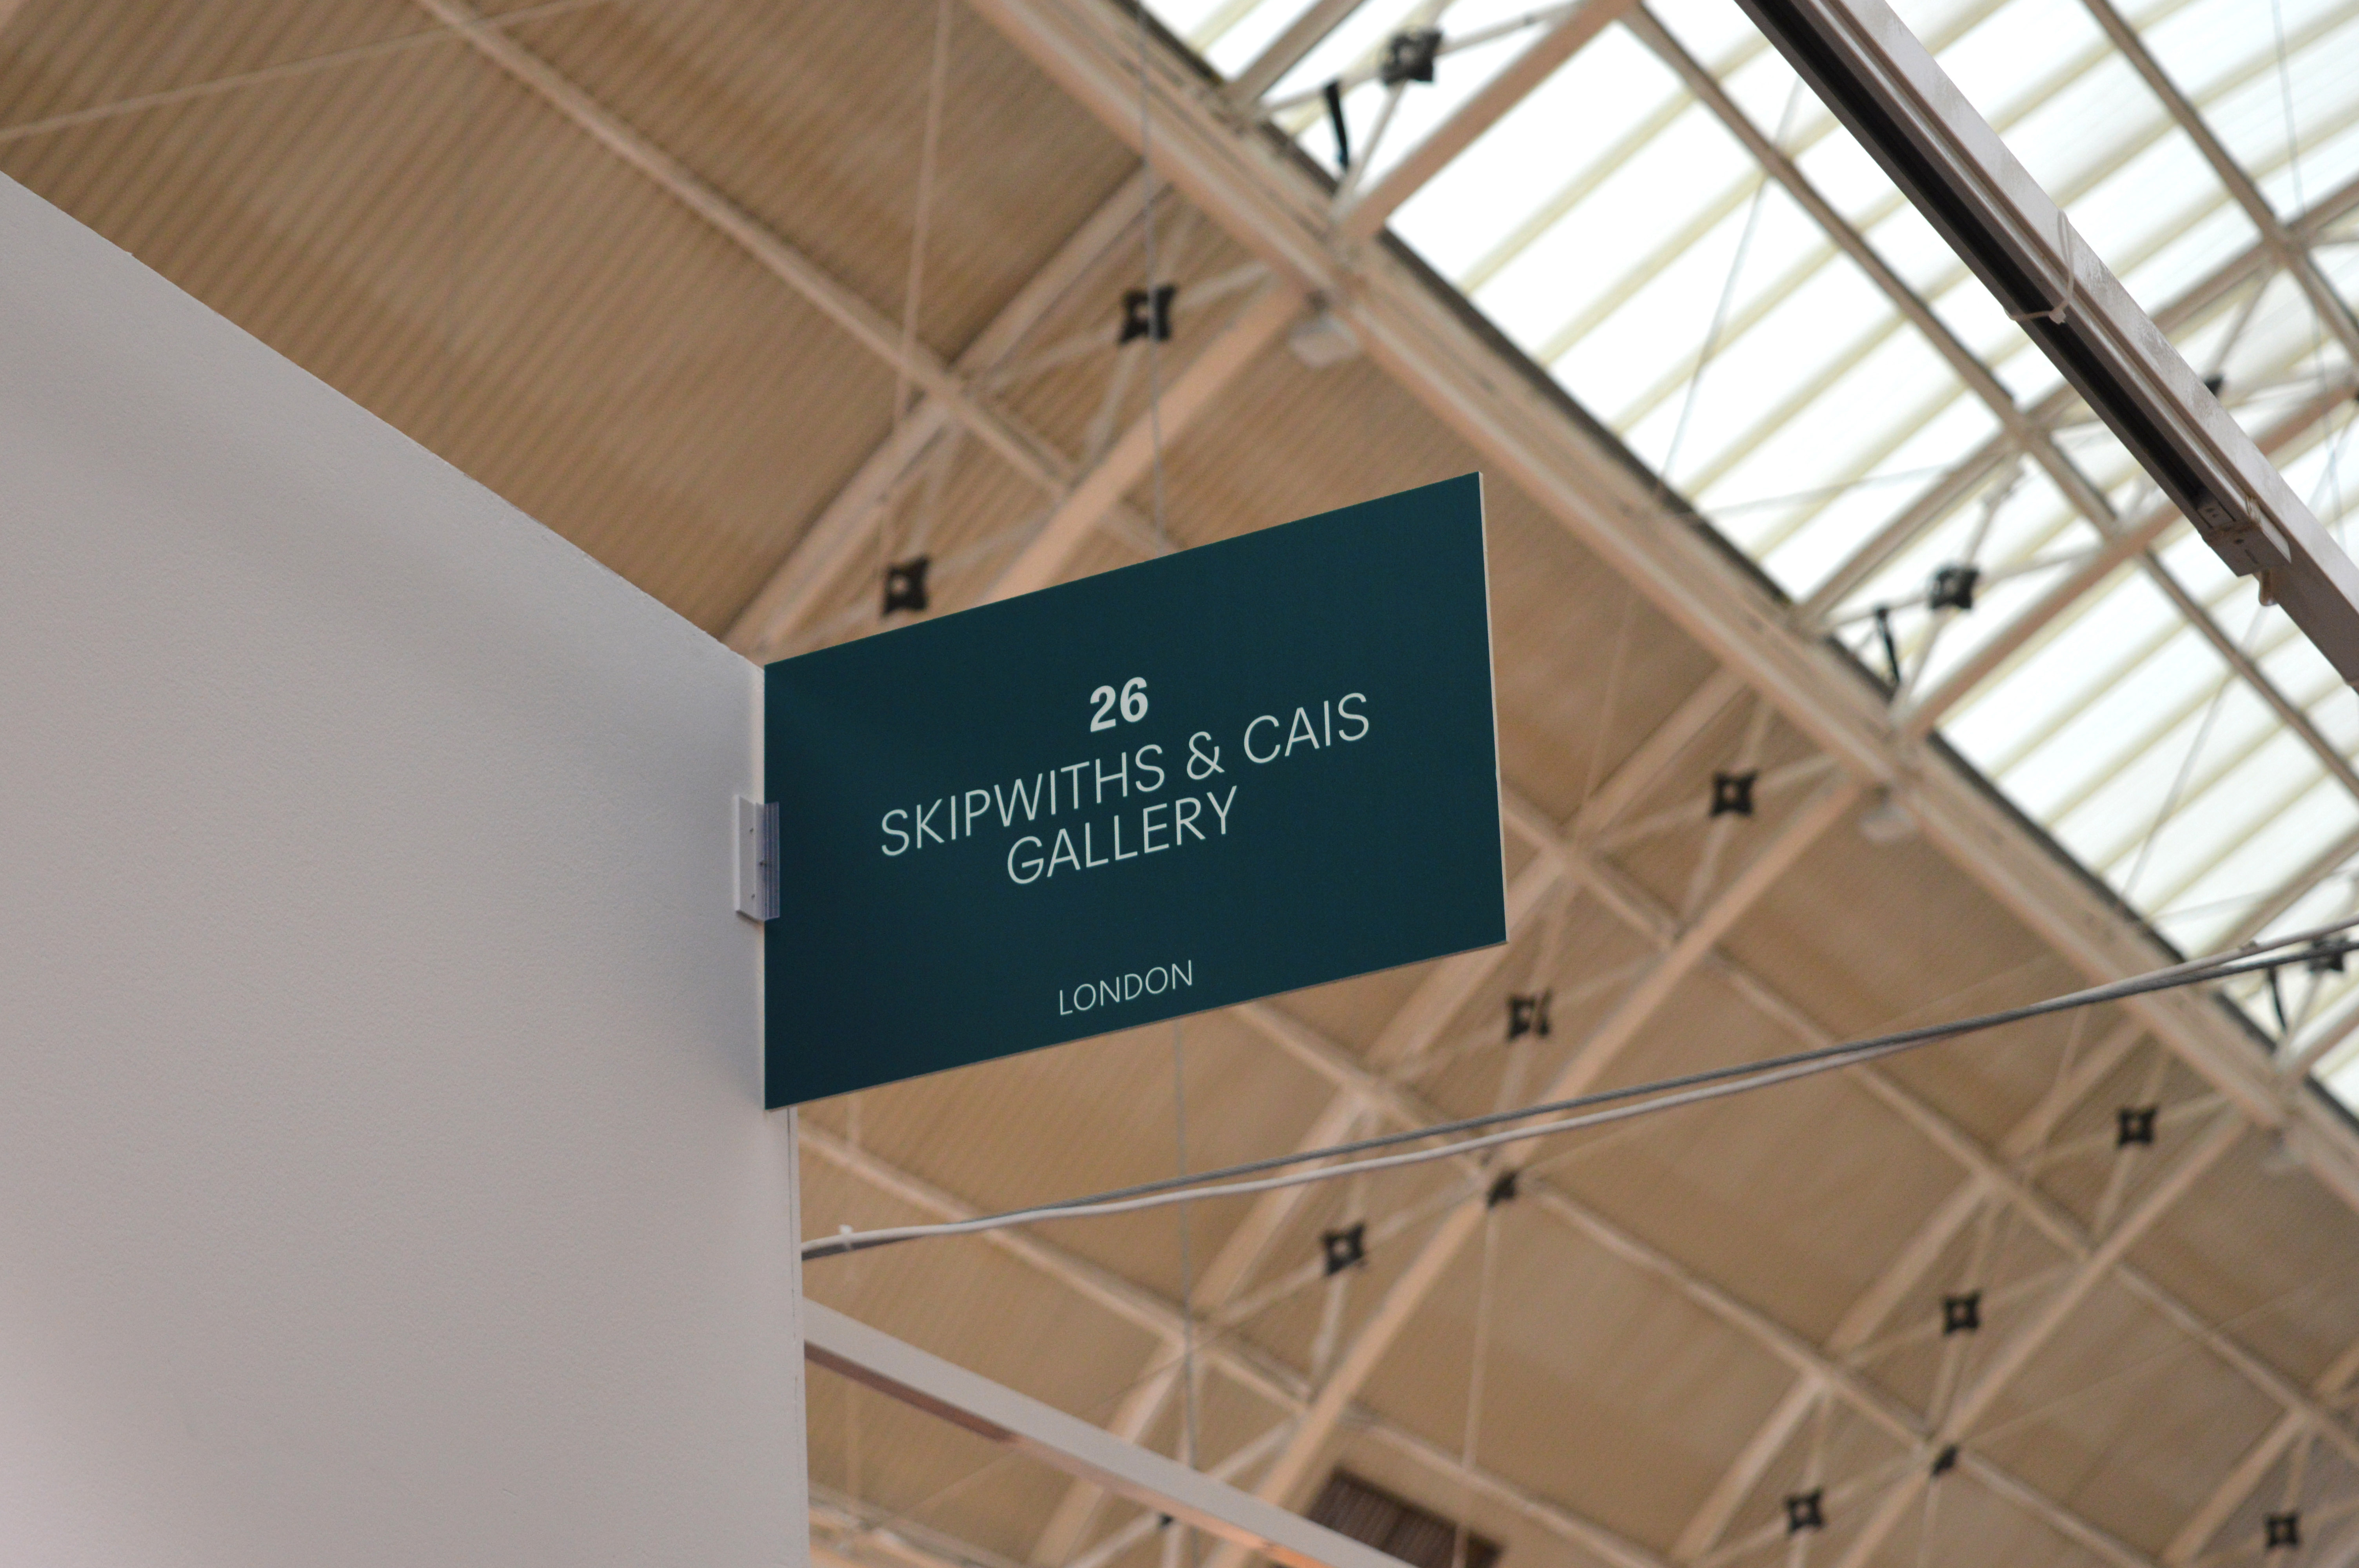 26
SKIPWITHS & CAIS
GALLERY
LONDON